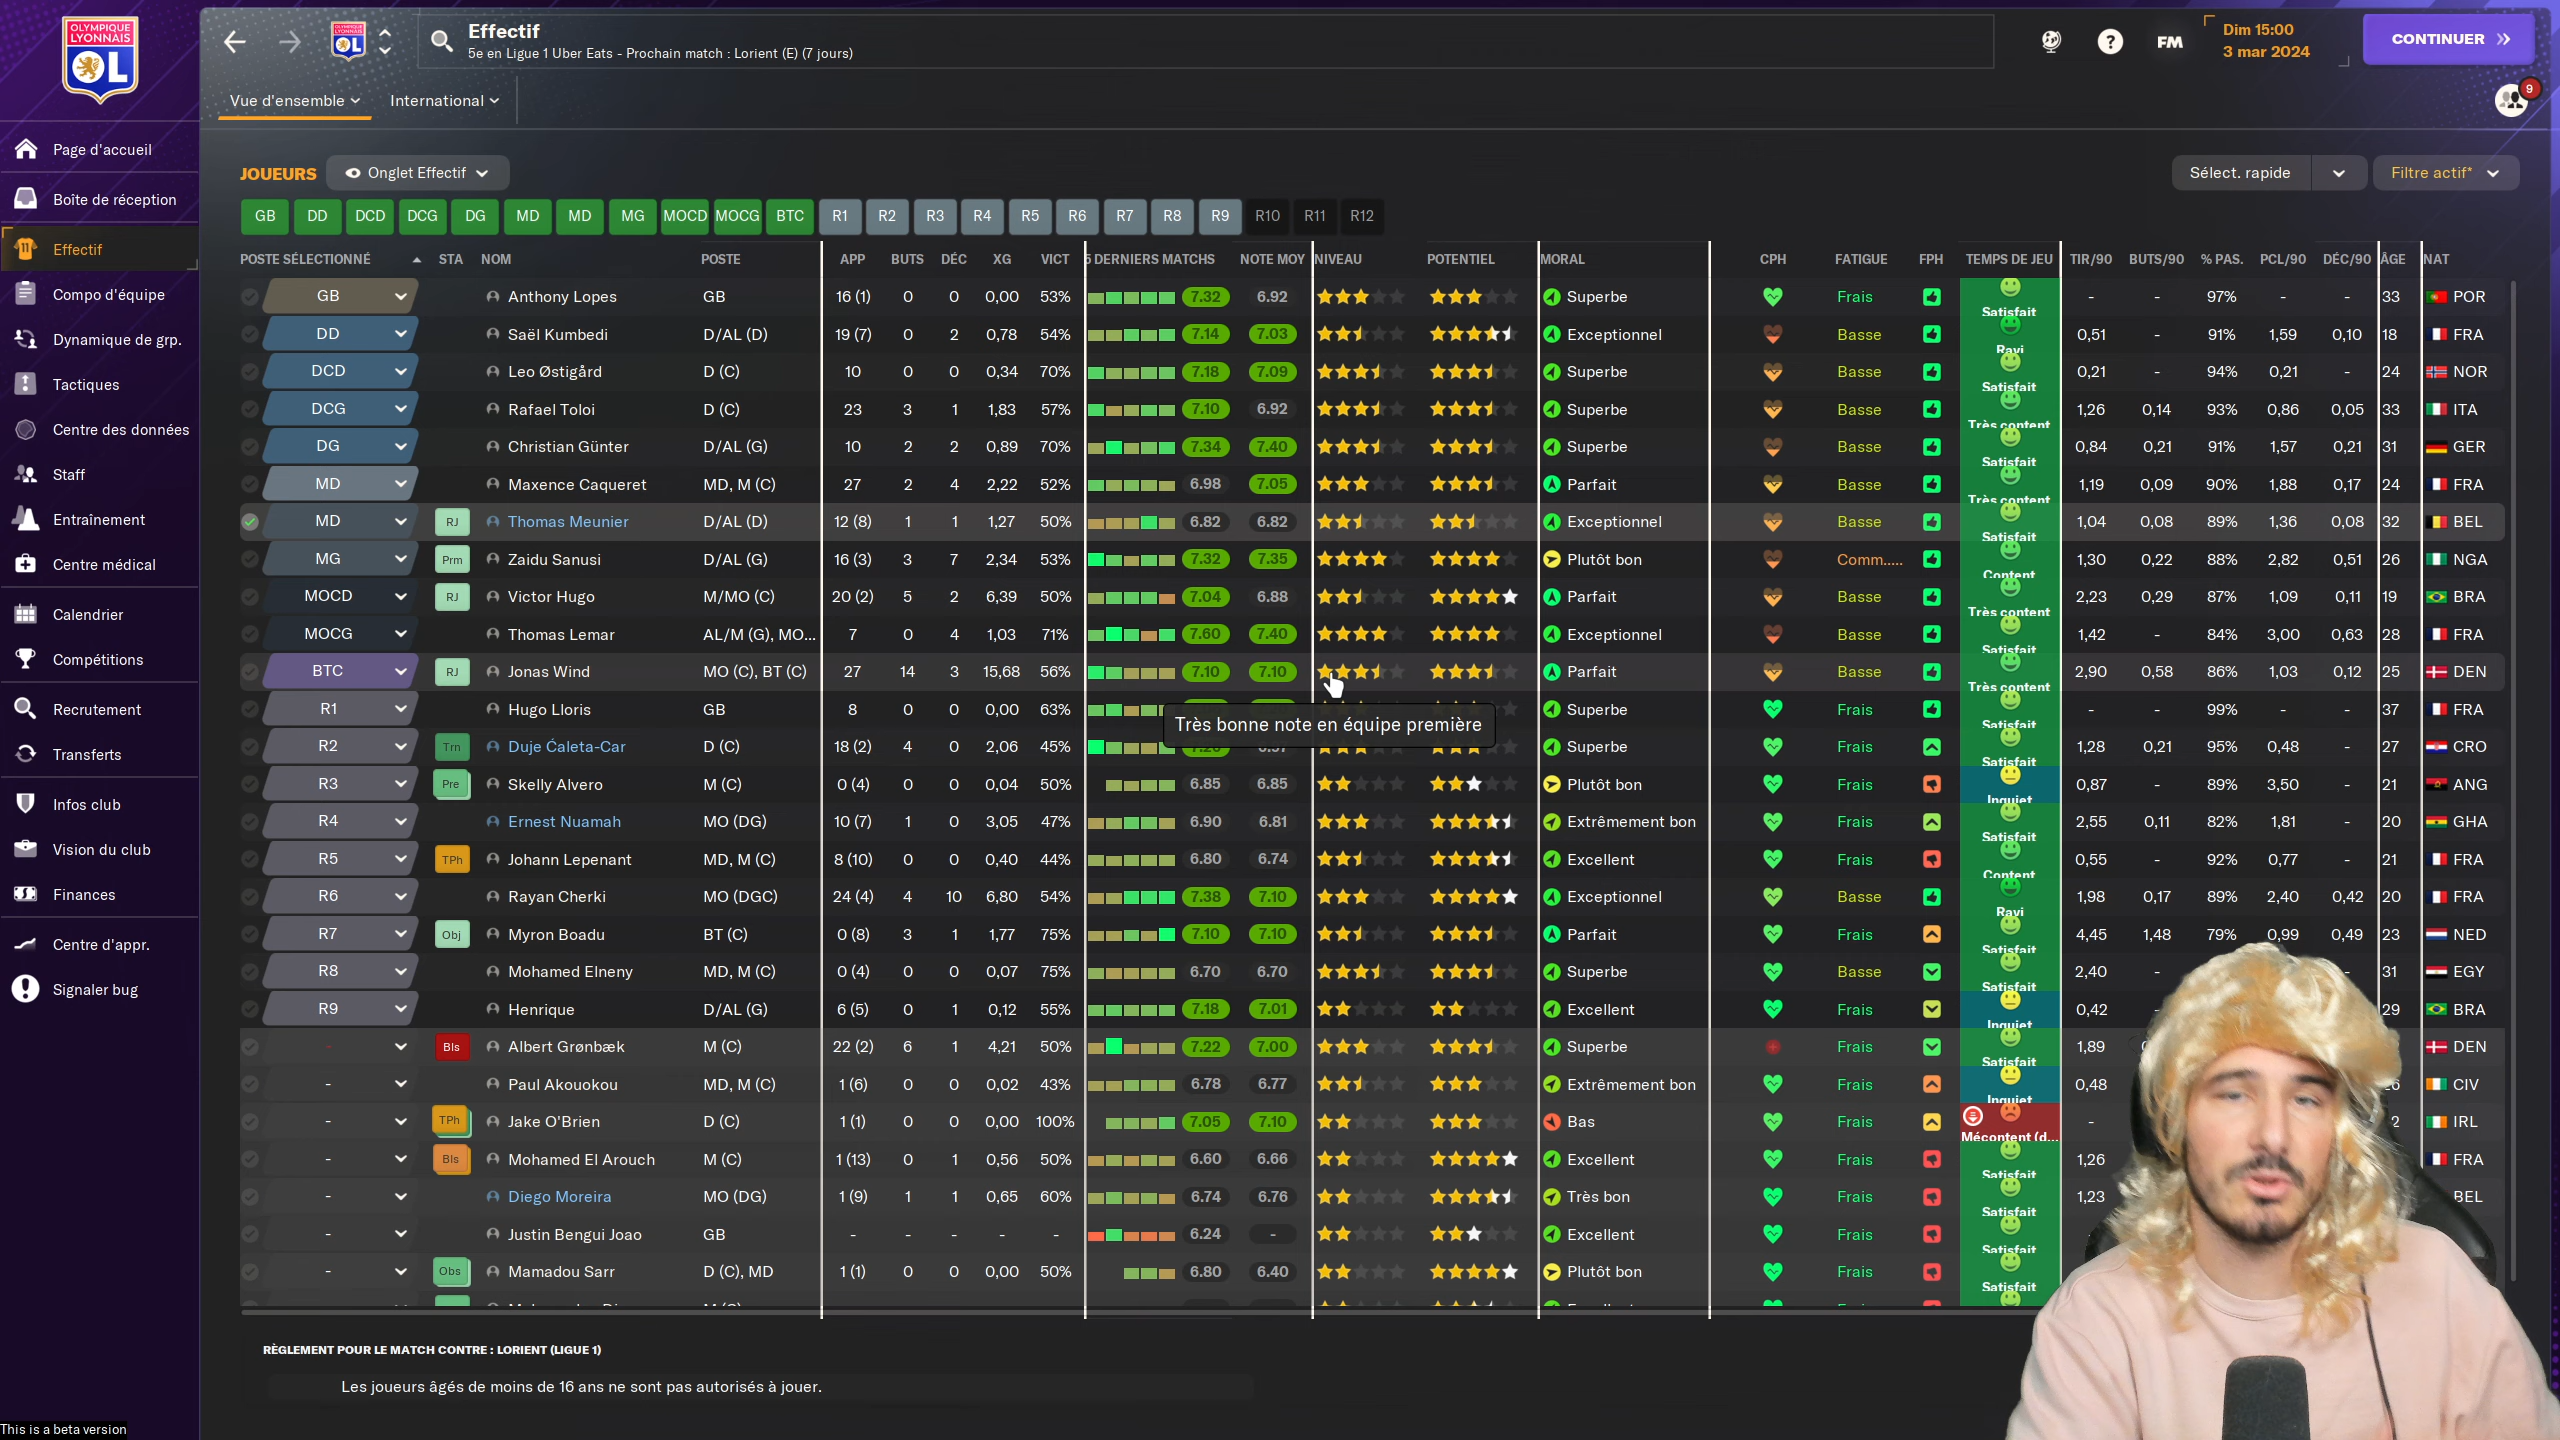 OLYMPIQUE
LYONNAIS
OL
Effectif
5e en Ligue 1 Uber Eats - Prochain match : Lorient (E) (7 jours)
FM
Dim 15:00
3 mar 2024
CONTINUER
Vue d'ensemble
International
9
Page d'accueil
Boîte de réception
Effectif
Compo d'équipe
Dynamique de grp.
Tactiques
Centre des données
Staff
Entraînement
Centre médical
Calendrier
Compétitions
Recrutement
Transferts
Infos club
Vision du club
Finances
Centre d'appr.
Signaler bug
This is a beta version
JOUEURS Onglet Effectif Sélect. rapide Filtre actif*
GB DD DCD DCG DG MD MD MG MOCD MOCG BTC R1 R2 R3 R4 R5 R6 R7 R8 R9 R10 R11 R12
POSTE SÉLECTIONNÉ STA NOM POSTE APP BUTS DÉC XG VICT 5 DERNIERS MATCHS NOTE MOY NIVEAU POTENTIEL MORAL CPH FATIGUE FPH TEMPS DE JEU TIR/90 BUTS/90 % PAS. PCL/90 DÉC/90 ÂGE NAT
GB Anthony Lopes GB 16 (1) 0 0 0,00 53% 7.32 6.92 Superbe Frais Satisfait - - 97% - - 33 POR
DD Saël Kumbedi D/AL (D) 19 (7) 0 2 0,78 54% 7.14 7.03 Exceptionnel Basse Ravi 0,51 - 91% 1,59 0,10 18 FRA
DCD Leo Østigård D (C) 10 0 0 0,34 70% 7.18 7.09 Superbe Basse Satisfait 0,21 - 94% 0,21 - 24 NOR
DCG Rafael Toloi D (C) 23 3 1 1,83 57% 7.10 6.92 Superbe Basse Très content 1,26 0,14 93% 0,86 0,05 33 ITA
DG Christian Günter D/AL (G) 10 2 2 0,89 70% 7.34 7.40 Superbe Basse Satisfait 0,84 0,21 91% 1,57 0,21 31 GER
MD Maxence Caqueret MD, M (C) 27 2 4 2,22 52% 6.98 7.05 Parfait Basse Très content 1,19 0,09 90% 1,88 0,17 24 FRA
MD RJ Thomas Meunier D/AL (D) 12 (8) 1 1 1,27 50% 6.82 6.82 Exceptionnel Basse Satisfait 1,04 0,08 89% 1,36 0,08 32 BEL
MG Prm Zaidu Sanusi D/AL (G) 16 (3) 3 7 2,34 53% 7.32 7.35 Plutôt bon Comm..... Content 1,30 0,22 88% 2,82 0,51 26 NGA
MOCD RJ Victor Hugo M/MO (C) 20 (2) 5 2 6,39 50% 7.04 6.88 Parfait Basse Très content 2,23 0,29 87% 1,09 0,11 19 BRA
MOCG Thomas Lemar AL/M (G), MO... 7 0 4 1,03 71% 7.60 7.40 Exceptionnel Basse Satisfait 1,42 - 84% 3,00 0,63 28 FRA
BTC RJ Jonas Wind MO (C), BT (C) 27 14 3 15,68 56% 7.10 7.10 Parfait Basse Très content 2,90 0,58 86% 1,03 0,12 25 DEN
R1 Hugo Lloris GB 8 0 0 0,00 63% Superbe Frais Satisfait - - 99% - - 37 FRA
Très bonne note en équipe première
R2 Trn Duje Ćaleta-Car D (C) 18 (2) 4 0 2,06 45% Superbe Frais Satisfait 1,28 0,21 95% 0,48 - 27 CRO
R3 Pre Skelly Alvero M (C) 0 (4) 0 0 0,04 50% 6.85 6.85 Plutôt bon Frais Inquiet 0,87 - 89% 3,50 - 21 ANG
R4 Ernest Nuamah MO (DG) 10 (7) 1 0 3,05 47% 6.90 6.81 Extrêmement bon Frais Satisfait 2,55 0,11 82% 1,81 - 20 GHA
R5 TPh Johann Lepenant MD, M (C) 8 (10) 0 0 0,40 44% 6.80 6.74 Excellent Frais Content 0,55 - 92% 0,77 - 21 FRA
R6 Rayan Cherki MO (DGC) 24 (4) 4 10 6,80 54% 7.38 7.10 Exceptionnel Basse Ravi 1,98 0,17 89% 2,40 0,42 20 FRA
R7 Obj Myron Boadu BT (C) 0 (8) 3 1 1,77 75% 7.10 7.10 Parfait Frais Satisfait 4,45 1,48 79% 0,99 0,49 23 NED
R8 Mohamed Elneny MD, M (C) 0 (4) 0 0 0,07 75% 6.70 6.70 Superbe Basse Satisfait 2,40 - 31 EGY
R9 Henrique D/AL (G) 6 (5) 0 1 0,12 55% 7.18 7.01 Excellent Frais Inquiet 0,42 29 BRA
- Bls Albert Grønbæk M (C) 22 (2) 6 1 4,21 50% 7.22 7.00 Superbe Frais Satisfait 1,89 DEN
- Paul Akouokou MD, M (C) 1 (6) 0 0 0,02 43% 6.78 6.77 Extrêmement bon Frais Inquiet 0,48 CIV
- TPh Jake O'Brien D (C) 1 (1) 0 0 0,00 100% 7.05 7.10 Bas Frais Mécontent (d... - IRL
- Bls Mohamed El Arouch M (C) 1 (13) 0 1 0,56 50% 6.60 6.66 Excellent Frais Satisfait 1,26 FRA
- Diego Moreira MO (DG) 1 (9) 1 1 0,65 60% 6.74 6.76 Très bon Frais Satisfait 1,23 BEL
- Justin Bengui Joao GB - - - - - 6.24 - Excellent Frais Satisfait
- Obs Mamadou Sarr D (C), MD 1 (1) 0 0 0,00 50% 6.80 6.40 Plutôt bon Frais Satisfait
RÈGLEMENT POUR LE MATCH CONTRE : LORIENT (LIGUE 1)
Les joueurs âgés de moins de 16 ans ne sont pas autorisés à jouer.